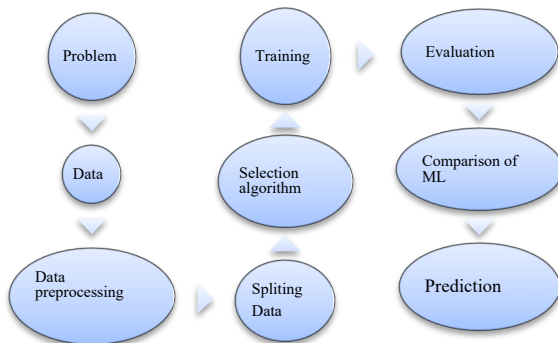 Problem
Data
Data
preprocessing
Spliting
Data
Selection
algorithm
Training
Evaluation
Comparison of
ML
Prediction